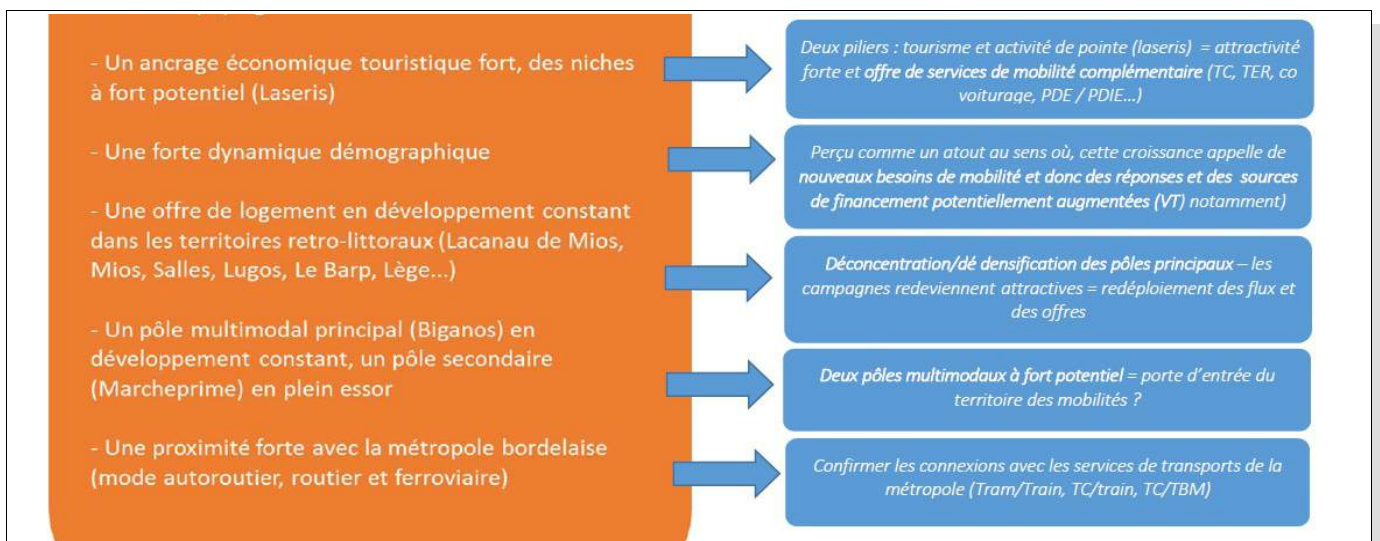 - Un ancrage économique touristique fort, des niches
à fort potentiel (Laseris)
Deux piliers : tourisme et activité de pointe (laseris) = attractivité
forte et offre de services de mobilité complémentaire (TC, TER, co
voiturage, PDE / PDIE...)
- Une forte dynamique démographique
Perçu comme un atout au sens où, cette croissance appelle de
nouveaux besoins de mobilité et donc des réponses et des sources
de financement potentiellement augmentées (VT) notamment)
- Une offre de logement en développement constant
dans les territoires retro-littoraux (Lacanau de Mios,
Mios, Salles, Lugos, Le Barp, Lège...)
Déconcentration/dé densification des pôles principaux – les
campagnes redeviennent attractives = redéploiement des flux et
des offres
- Un pôle multimodal principal (Biganos) en
développement constant, un pôle secondaire
(Marcheprime) en plein essor
Deux pôles multimodaux à fort potentiel = porte d'entrée du
territoire des mobilités ?
- Une proximité forte avec la métropole bordelaise
(mode autoroutier, routier et ferroviaire)
Confirmer les connexions avec les services de transports de la
métropole (Tram/Train, TC/train, TC/TBM)